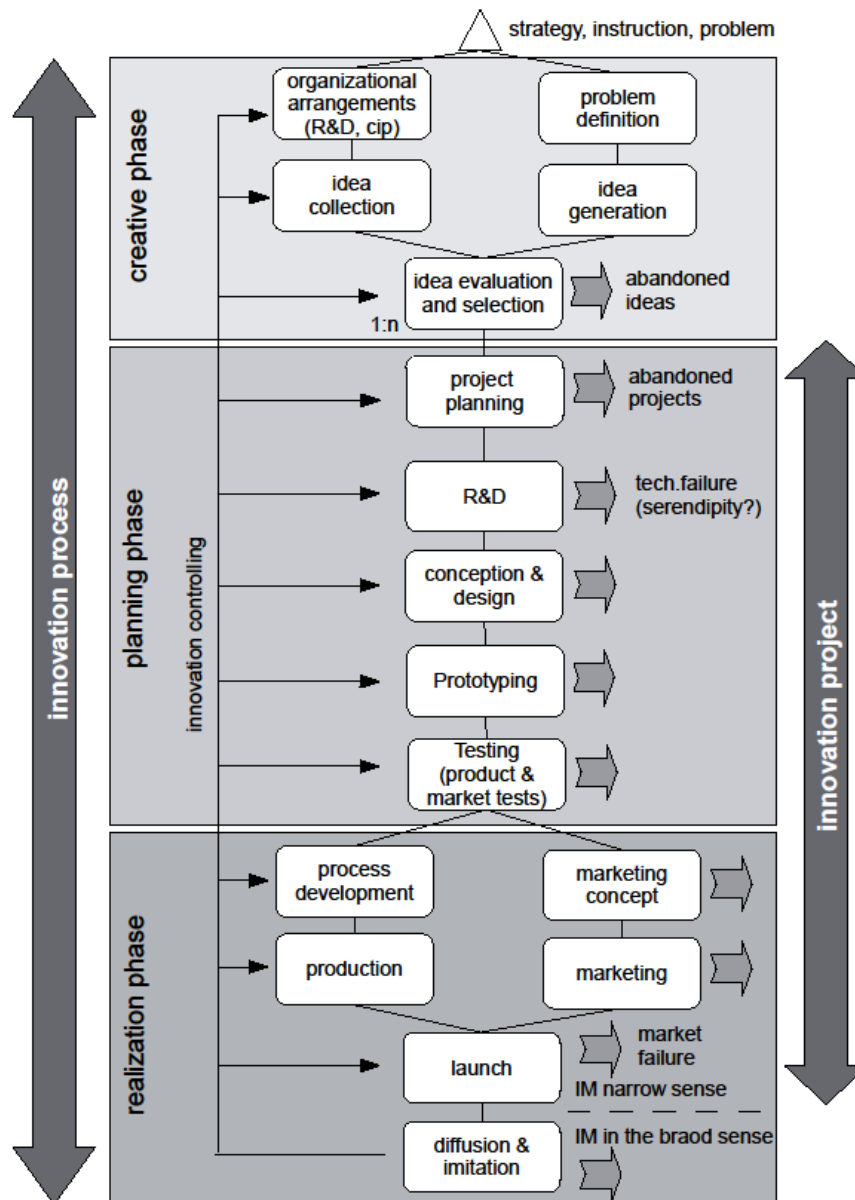 strategy, instruction, problem
innovation process
creative phase
organizational
arrangements
(R&D, cip)
problem
definition
idea
collection
idea
generation
idea evaluation
and selection
abandoned
ideas
1:n
planning phase
innovation controlling
project
planning
abandoned
projects
R&D
tech.failure
(serendipity?)
conception &
design
Prototyping
Testing
(product &
market tests)
innovation project
realization phase
process
development
marketing
concept
production
marketing
launch
market
failure
IM narrow sense
IM in the braod sense
diffusion &
imitation